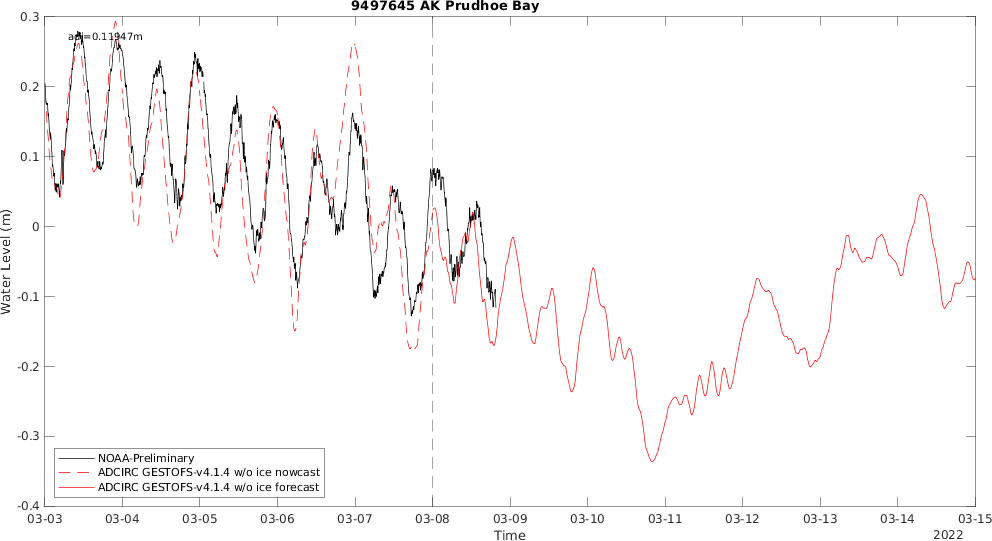 9497645 AK Prudhoe Bay
0.3
0.2
0.1
0
-0.1
-0.2
-0.3
-0.4
Water Level (m)
NOAA-Preliminary
ADCIRC GESTOFS-v4.1.4 w/o ice nowcast
ADCIRC GESTOFS-v4.1.4 w/o ice forecast
03-03 03-04 03-05 03-06 03-07 03-08 03-09 03-10 03-11 03-12 03-13 03-14 03-15
Time
2022